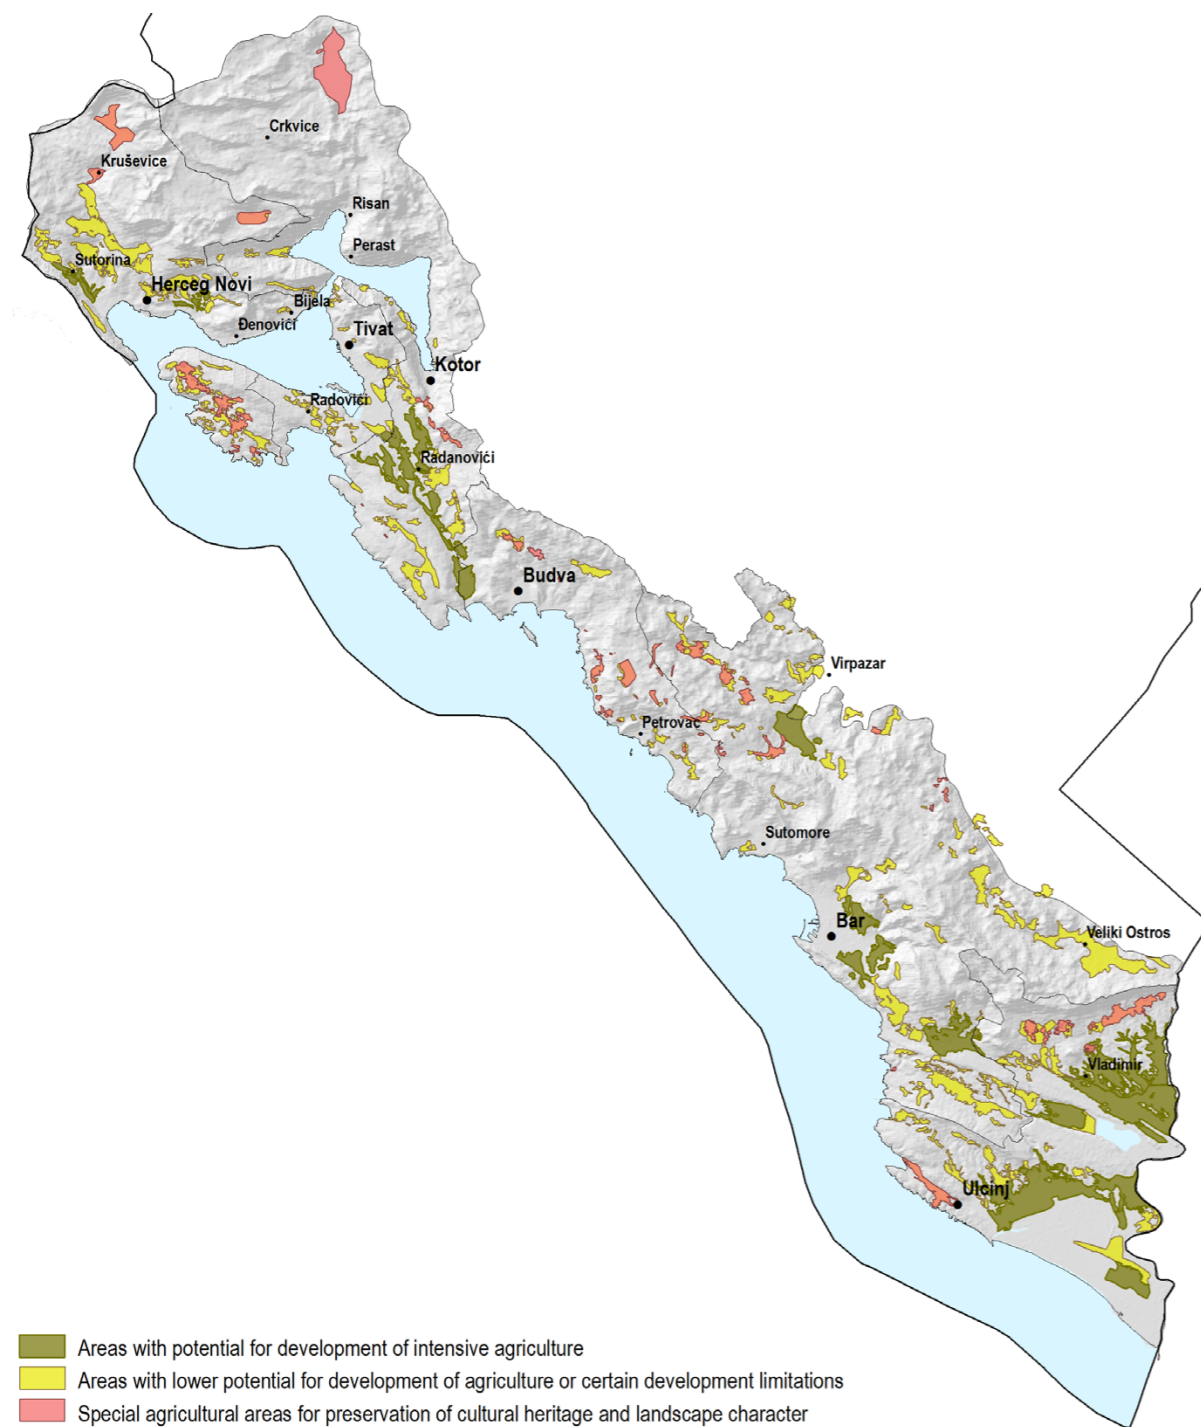 Crkvice
Kruševice
Risan
Perast
Sutorina
Herceg Novi
Bijela
Đenovići
Tivat
Kotor
Radovići
Radanovići
Budva
Virpazar
Petrovac
Sutomore
Bar
Veliki Ostros
Vladimir
Ulcinj
Areas with potential for development of intensive agriculture
Areas with lower potential for development of agriculture or certain development limitations
Special agricultural areas for preservation of cultural heritage and landscape character